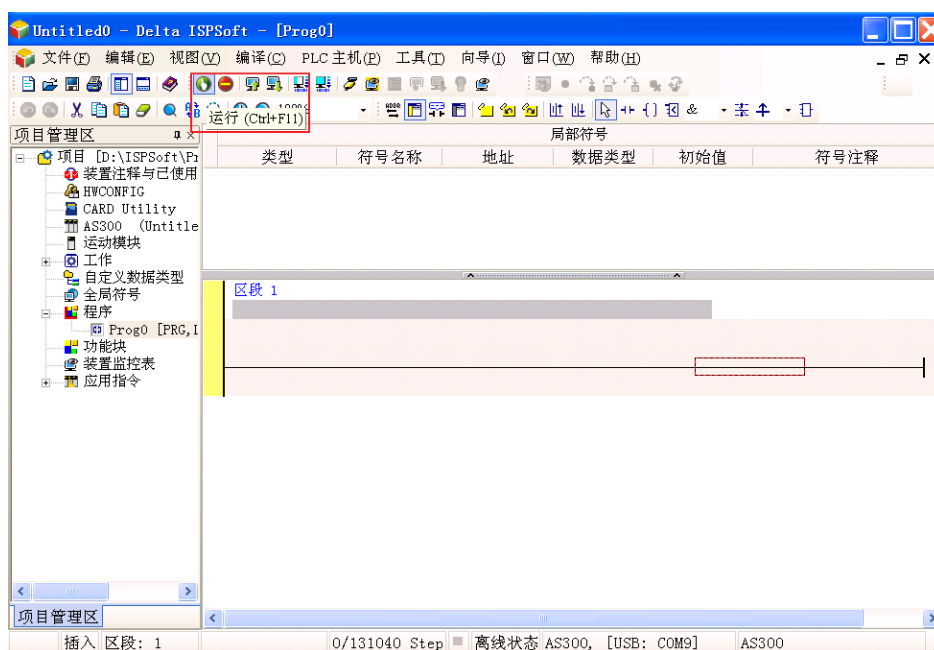 Untitled0 - Delta ISPSoft - [Prog0]
文件(F) 编辑(E) 视图(V) 编译(C) PLC 主机(P) 工具(T) 向导(I) 窗口(W) 帮助(H)
运行 (Ctrl+F11)
项目管理区
局部符号
类型 符号名称 地址 数据类型 初始值 符号注释
项目 [D:\ISPSoft\Pr
装置注释与已使用
HWCONFIG
CARD Utility
AS300 (Untitle
运动模块
工作
自定义数据类型
全局符号
程序
Prog0 [PRG,L
功能块
装置监控表
应用指令
区段 1
项目管理区
插入 区段: 1 0/131040 Step 离线状态 AS300, [USB: COM9] AS300